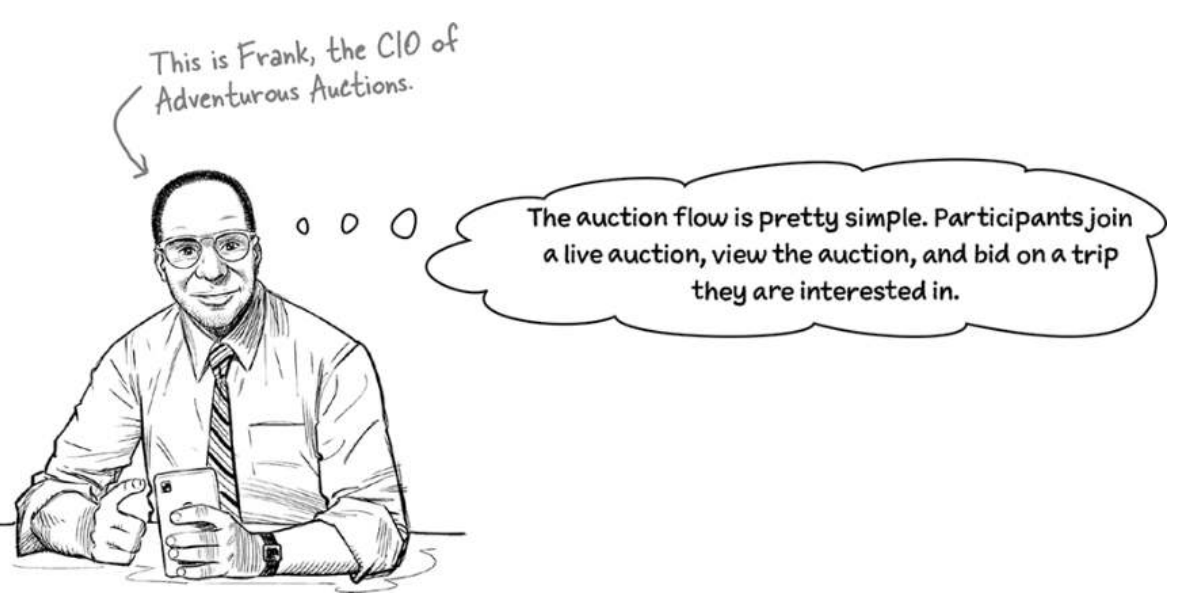 This is Frank, the CIO of
Adventurous Auctions.
The auction flow is pretty simple. Participants join
a live auction, view the auction, and bid on a trip
they are interested in.